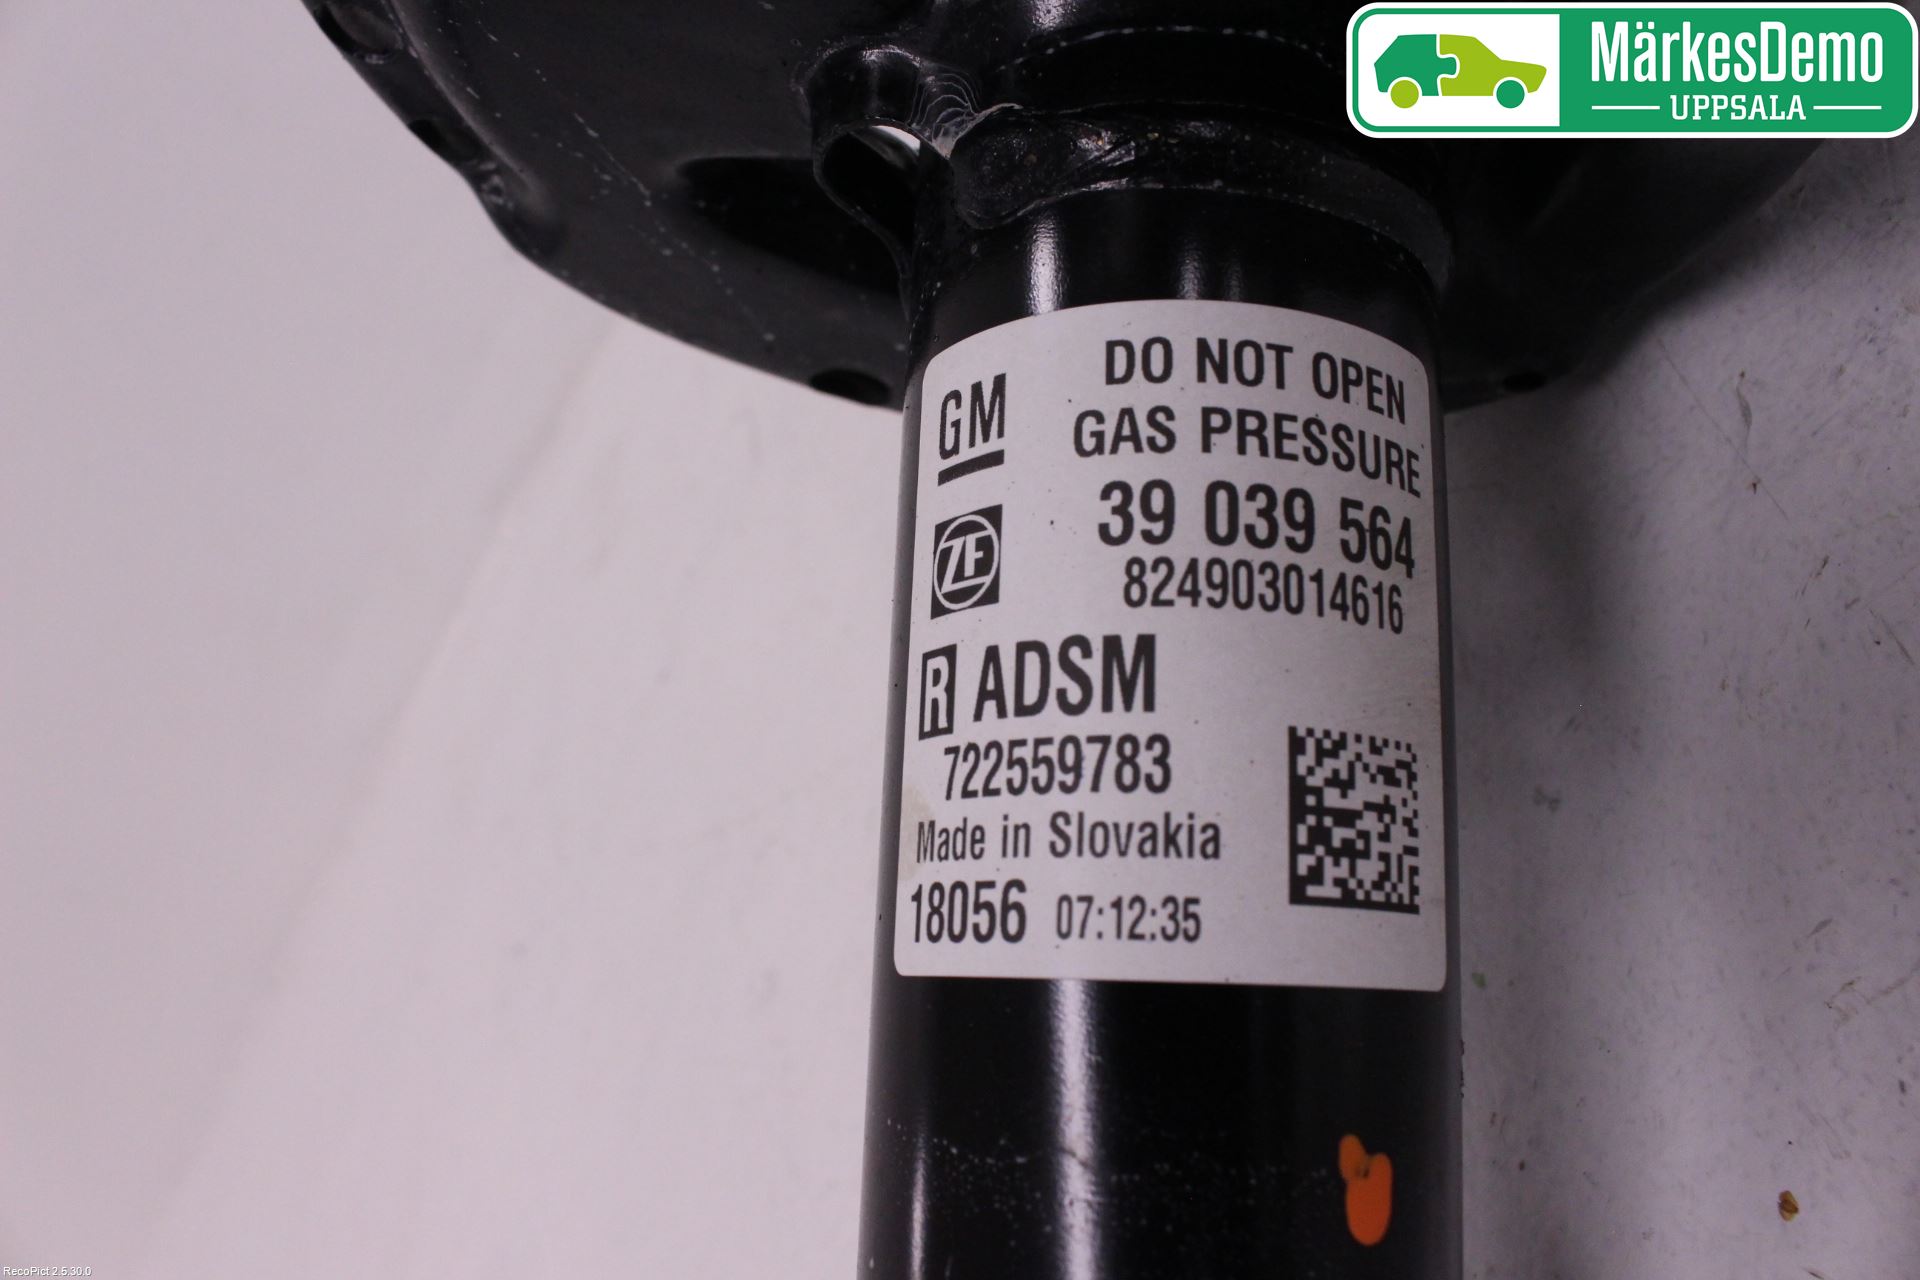 MärkesDemo
UPPSALA
DO NOT OPEN
GAS PRESSURE
GM
39 039 564
ZF
824903014616
R ADSM
722559783
Made in Slovakia
18056 07:12:35
RecoPict 2.5.30.0